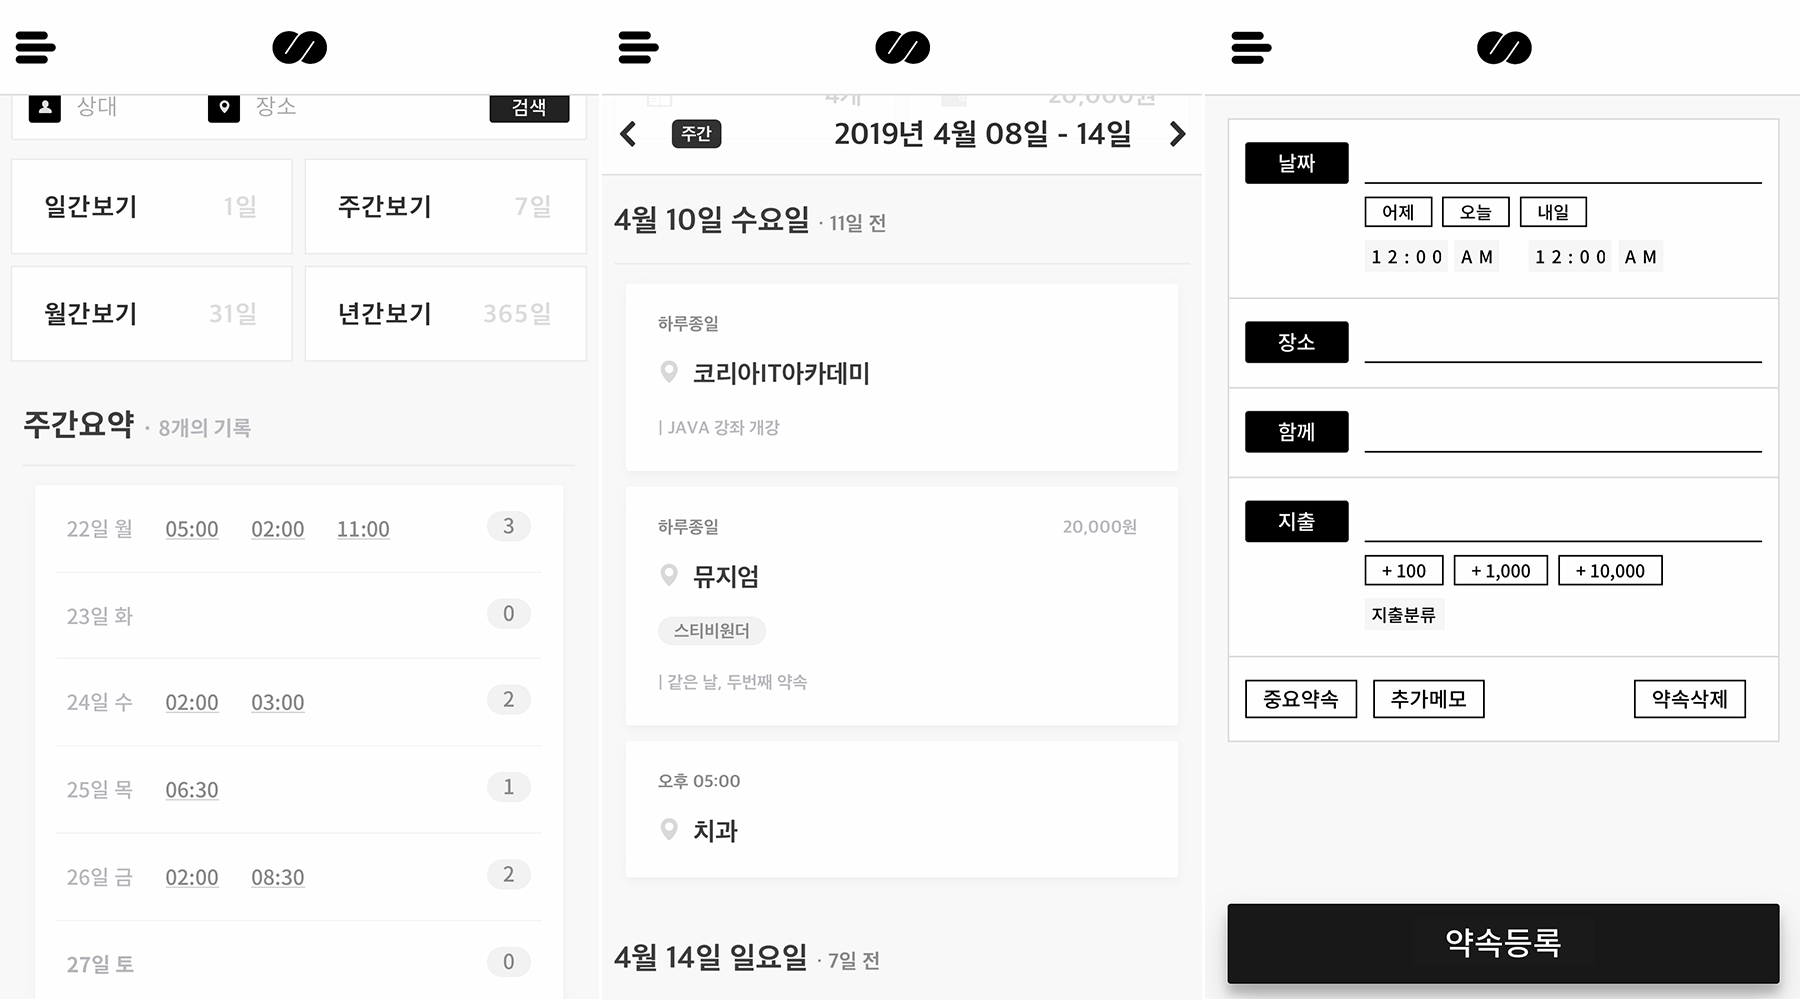 상대 장소 검색
일간보기 1일
주간보기 7일
월간보기 31일
년간보기 365일
주간요약 · 8개의 기록
22일 월 05:00 02:00 11:00 3
23일 화 0
24일 수 02:00 03:00 2
25일 목 06:30 1
26일 금 02:00 08:30 2
27일 토 0
4개 20,000원
주간 2019년 4월 08일 - 14일
4월 10일 수요일 · 11일 전
하루종일
코리아IT아카데미
| JAVA 강좌 개강
하루종일 20,000원
뮤지엄
스티비원더
| 같은 날, 두번째 약속
오후 05:00
치과
4월 14일 일요일 · 7일 전
날짜
어제 오늘 내일
12:00 AM 12:00 AM
장소
함께
지출
+ 100 + 1,000 + 10,000
지출분류
중요약속 추가메모 약속삭제
약속등록